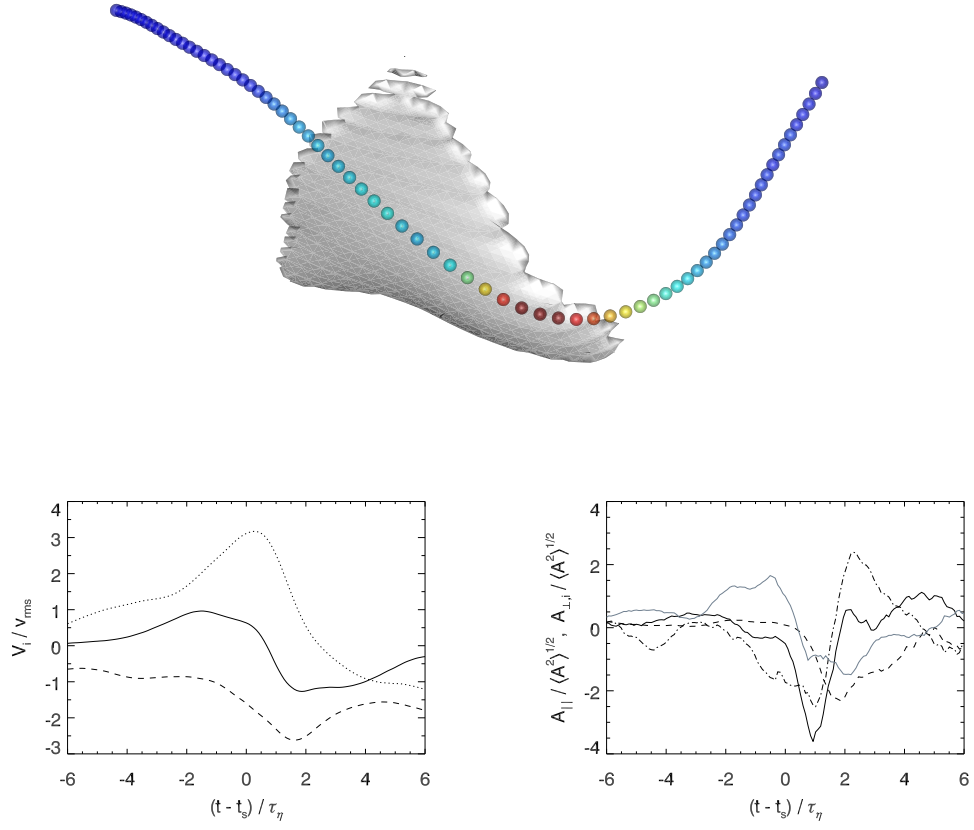 4
3
2
1
0
-1
-2
-3
V_i / v_rms
-6 -4 -2 0 2 4 6
(t - t_s) / τ_η
4
2
0
-2
-4
A_|| / ⟨A²⟩^1/2 , A_⊥,i / ⟨A²⟩^1/2
-6 -4 -2 0 2 4 6
(t - t_s) / τ_η